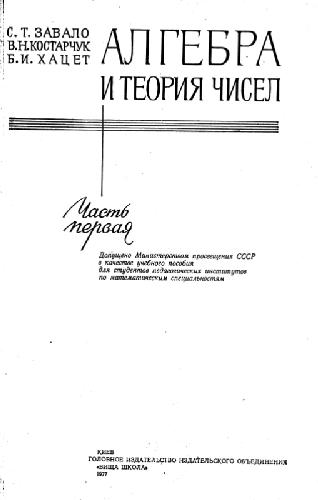 С. Т. ЗАВАЛО
В. Н. КОСТАРЧУК
Б. И. ХАЦЕТ
АЛГЕБРА
И ТЕОРИЯ ЧИСЕЛ
Часть
первая
Допущено Министерством просвещения СССР
в качестве учебного пособия
для студентов педагогических институтов
по математическим специальностям
КИЕВ
ГОЛОВНОЕ ИЗДАТЕЛЬСТВО ИЗДАТЕЛЬСКОГО ОБЪЕДИНЕНИЯ
«ВИЩА ШКОЛА»
1977